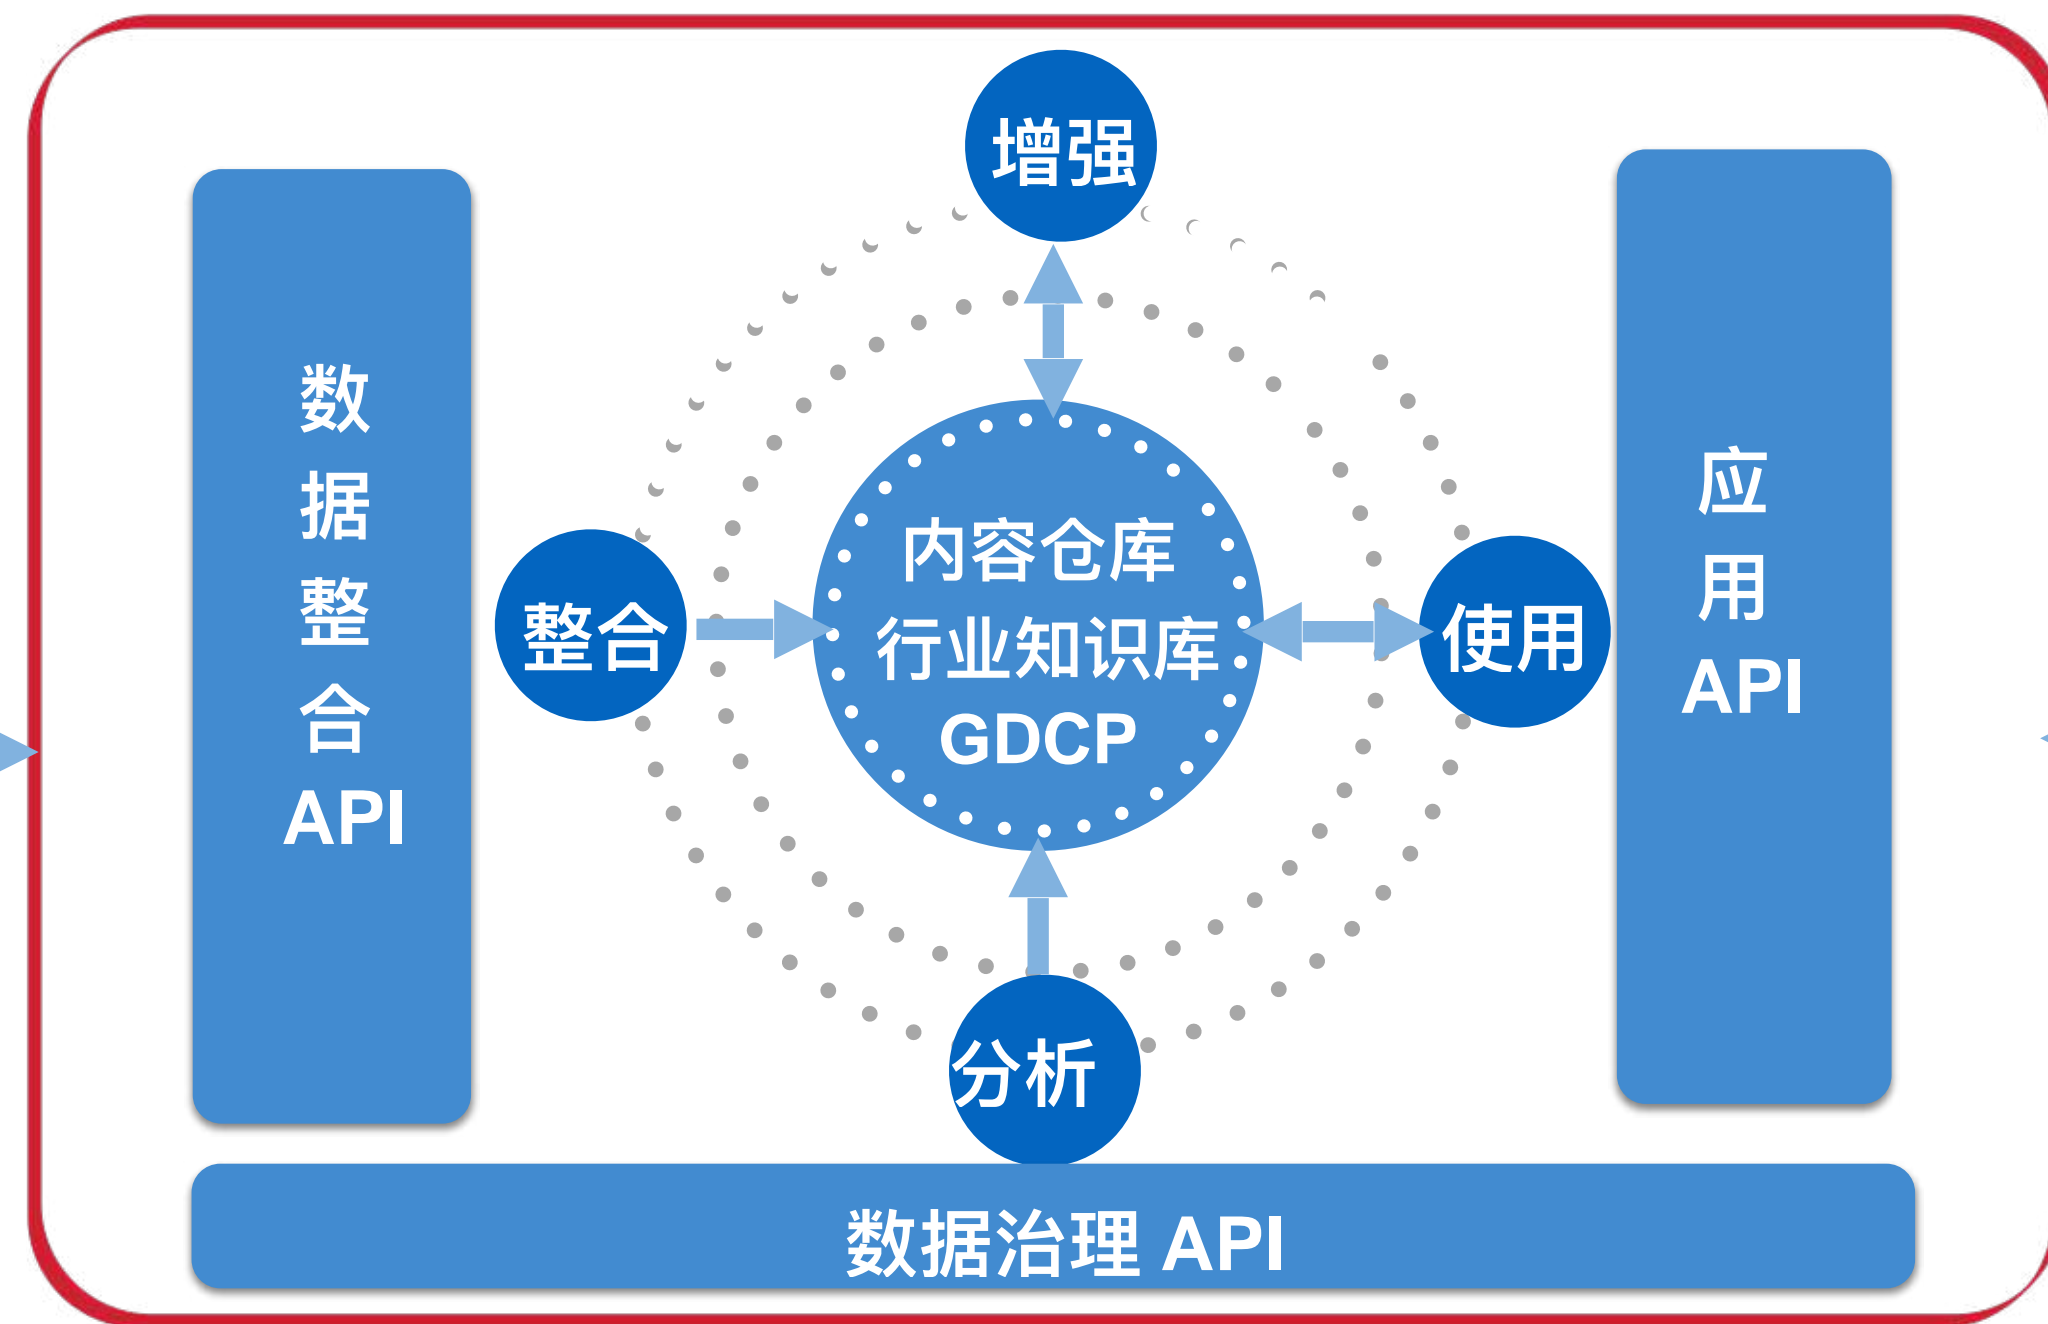 增强
数
据
整
合
API
整合
内容仓库
行业知识库
GDCP
使用
应
用
API
分析
数据治理 API